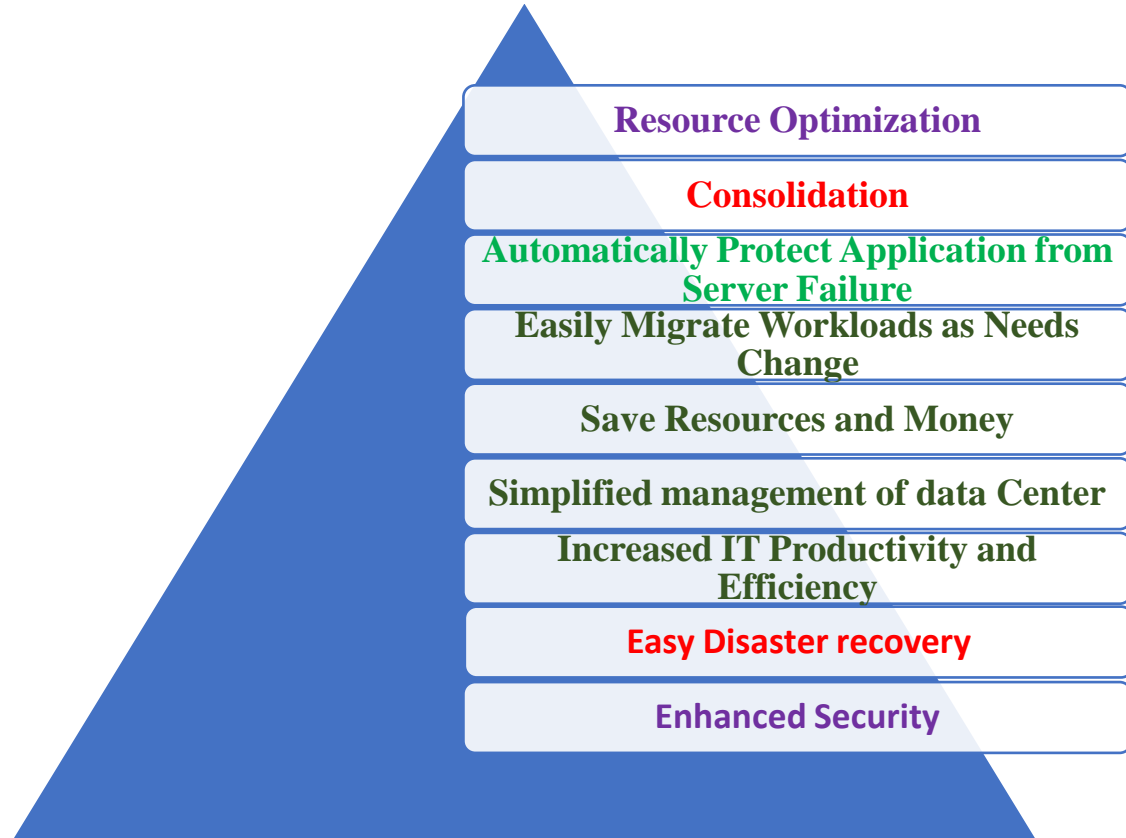 Resource Optimization
Consolidation
Automatically Protect Application from
Server Failure
Easily Migrate Workloads as Needs
Change
Save Resources and Money
Simplified management of data Center
Increased IT Productivity and
Efficiency
Easy Disaster recovery
Enhanced Security